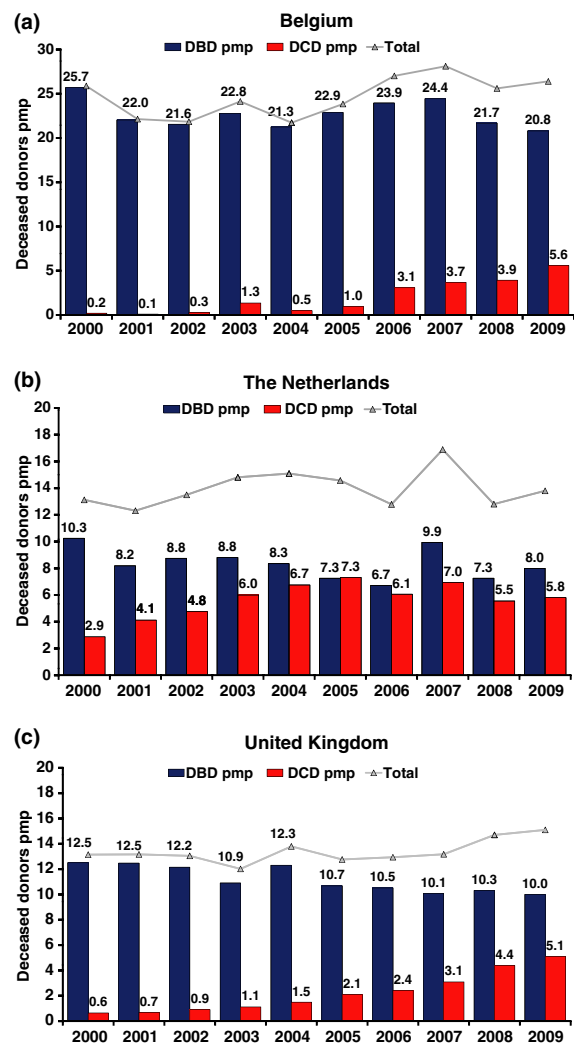 (a)
Belgium
DBD pmp DCD pmp Total
Deceased donors pmp
30
25
20
15
10
5
0
25.7 22.0 21.6 22.8 21.3 22.9 23.9 24.4 21.7 20.8
0.2 0.1 0.3 1.3 0.5 1.0 3.1 3.7 3.9 5.6
2000 2001 2002 2003 2004 2005 2006 2007 2008 2009
(b)
The Netherlands
DBD pmp DCD pmp Total
Deceased donors pmp
20
18
16
14
12
10
8
6
4
2
0
10.3 8.2 8.8 8.8 8.3 7.3 6.7 9.9 7.3 8.0
2.9 4.1 4.8 6.0 6.7 7.3 6.1 7.0 5.5 5.8
2000 2001 2002 2003 2004 2005 2006 2007 2008 2009
(c)
United Kingdom
DBD pmp DCD pmp Total
Deceased donors pmp
20
18
16
14
12
10
8
6
4
2
0
12.5 12.5 12.2 10.9 12.3 10.7 10.5 10.1 10.3 10.0
0.6 0.7 0.9 1.1 1.5 2.1 2.4 3.1 4.4 5.1
2000 2001 2002 2003 2004 2005 2006 2007 2008 2009